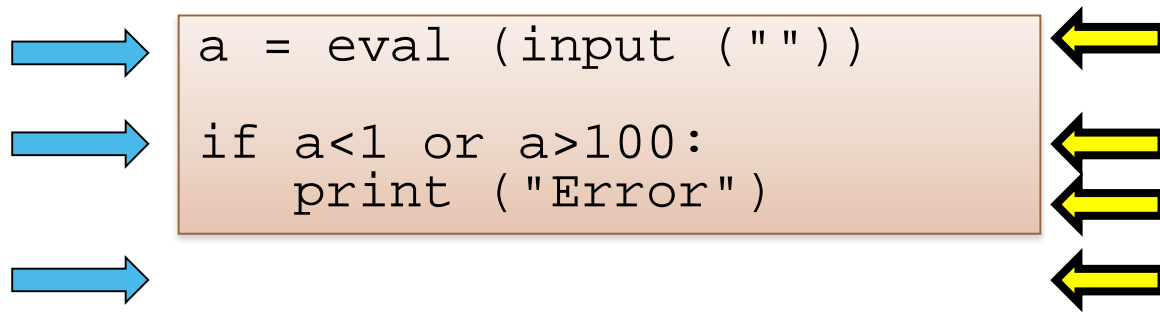 a = eval (input (""))
if a<1 or a>100:
print ("Error")